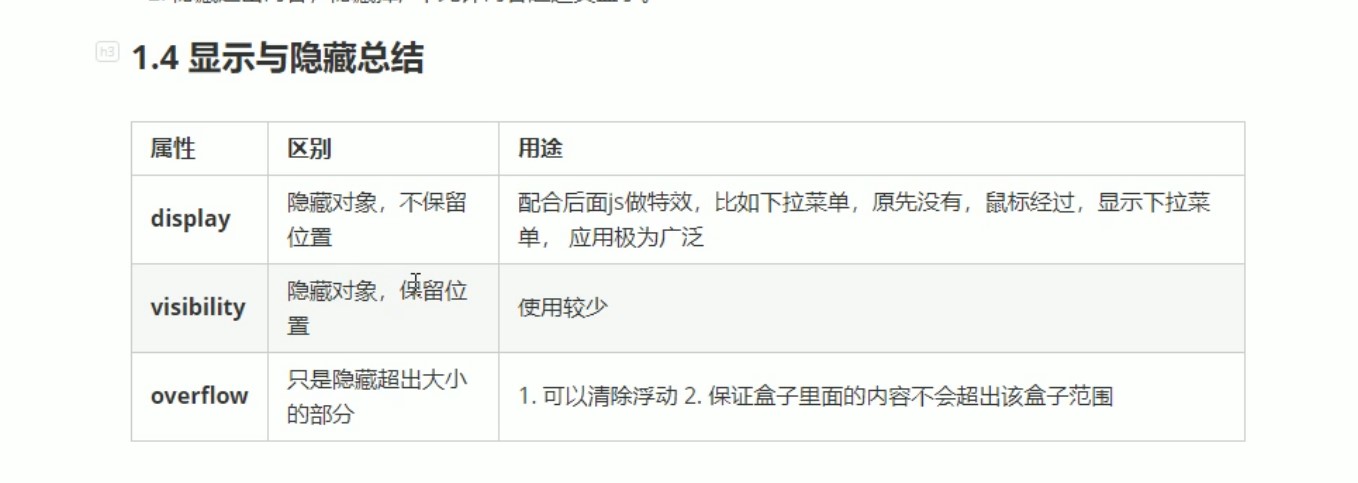 h3
1.4 显示与隐藏总结
属性
区别
用途
display
隐藏对象，不保留
位置
配合后面js做特效，比如下拉菜单，原先没有，鼠标经过，显示下拉菜
单， 应用极为广泛
visibility
隐藏对象，保留位
置
使用较少
overflow
只是隐藏超出大小
的部分
1. 可以清除浮动 2. 保证盒子里面的内容不会超出该盒子范围